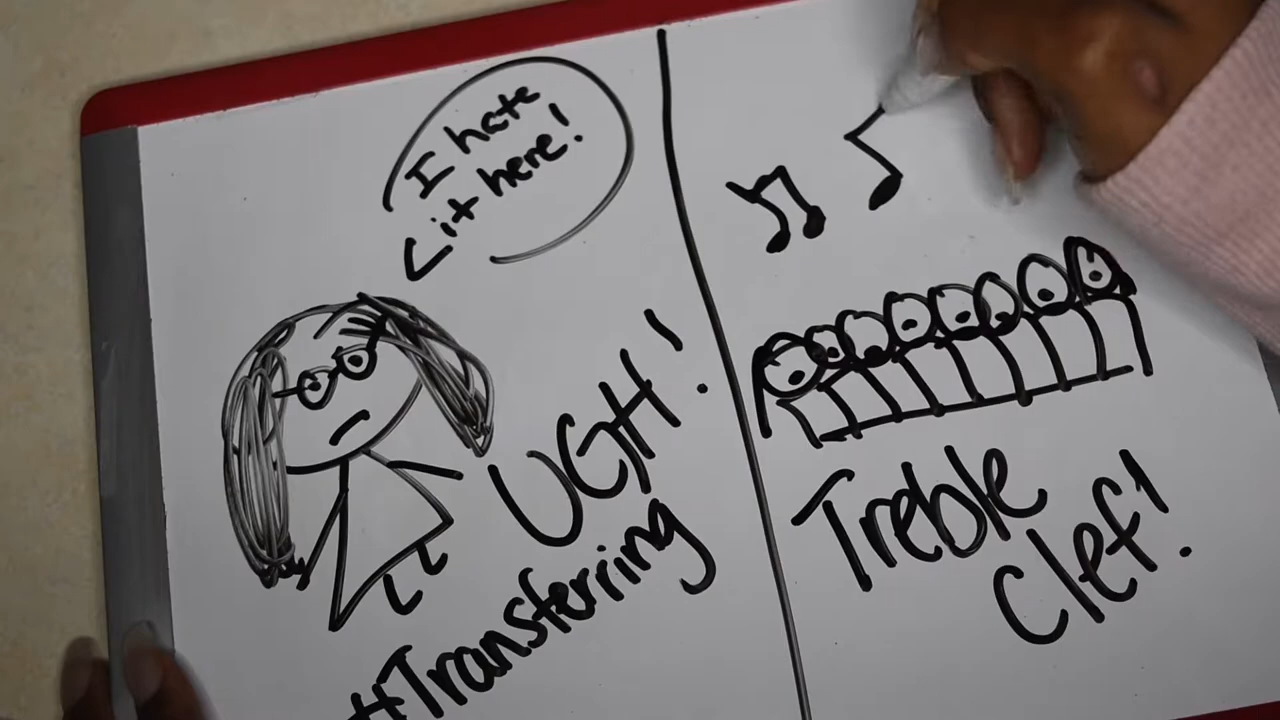 I hate
it here!
UGH!
#Transferring
Treble
Clef!